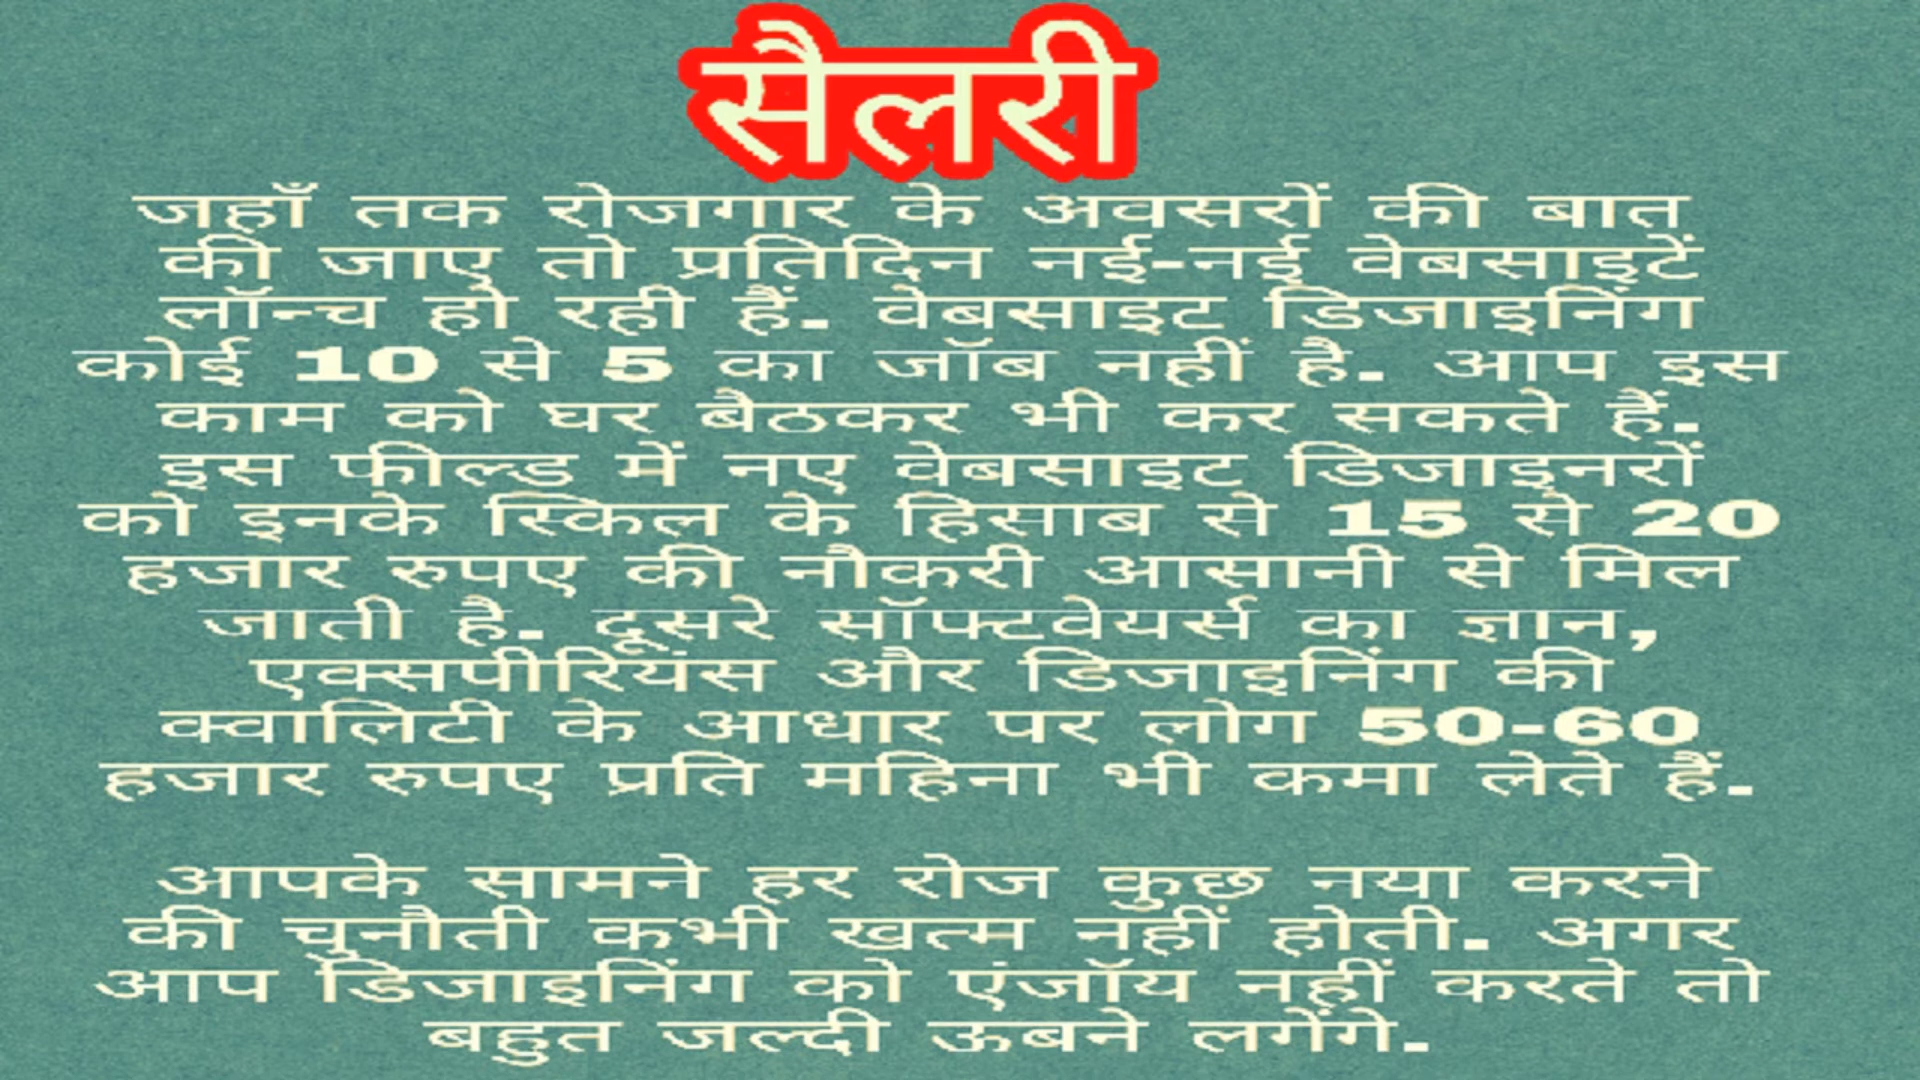 सैलरी
जहाँ तक रोजगार के अवसरों की बात
की जाए तो प्रतिदिन नई-नई वेबसाइटें
लॉन्च हो रही हैं. वेबसाइट डिजाइनिंग
कोई 10 से 5 का जॉब नहीं है. आप इस
काम को घर बैठकर भी कर सकते हैं.
इस फील्ड में नए वेबसाइट डिजाइनरों
को इनके स्किल के हिसाब से 15 से 20
हजार रुपए की नौकरी आसानी से मिल
जाती है. दूसरे सॉफ्टवेयर्स का ज्ञान,
एक्सपीरियंस और डिजाइनिंग की
क्वालिटी के आधार पर लोग 50-60
हजार रुपए प्रति महिना भी कमा लेते हैं.
आपके सामने हर रोज कुछ नया करने
की चुनौती कभी खत्म नहीं होती. अगर
आप डिजाइनिंग को एंजॉय नहीं करते तो
बहुत जल्दी ऊबने लगेंगे.